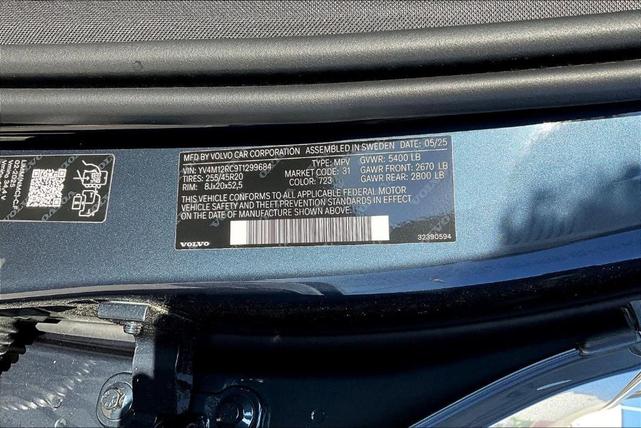 MFD BY VOLVO CAR CORPORATION ASSEMBLED IN SWEDEN DATE: 05/25
VIN: YV4M12RC9T1299684 TYPE: MPV GVWR: 5400 LB
TIRES: 255/45R20 MARKET CODE: 31 GAWR FRONT: 2670 LB
RIM: 8Jx20x52,5 COLOR: 723 GAWR REAR: 2800 LB
THIS VEHICLE CONFORMS TO ALL APPLICABLE FEDERAL MOTOR
VEHICLE SAFETY AND THEFT PREVENTION STANDARDS IN EFFECT
ON THE DATE OF MANUFACTURE SHOWN ABOVE.
VOLVO
32390594